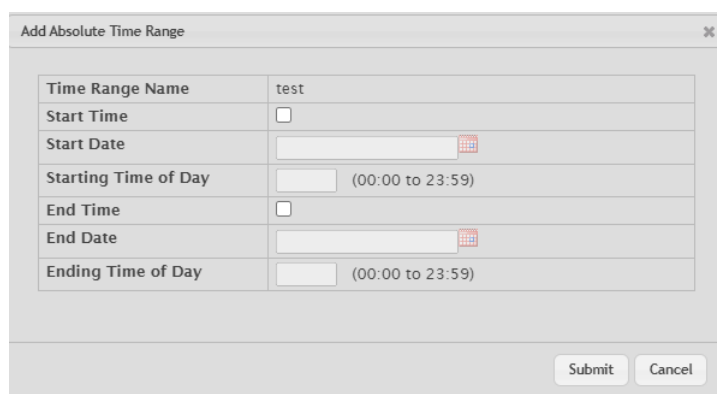 Add Absolute Time Range
Time Range Name test
Start Time
Start Date
Starting Time of Day (00:00 to 23:59)
End Time
End Date
Ending Time of Day (00:00 to 23:59)
Submit Cancel